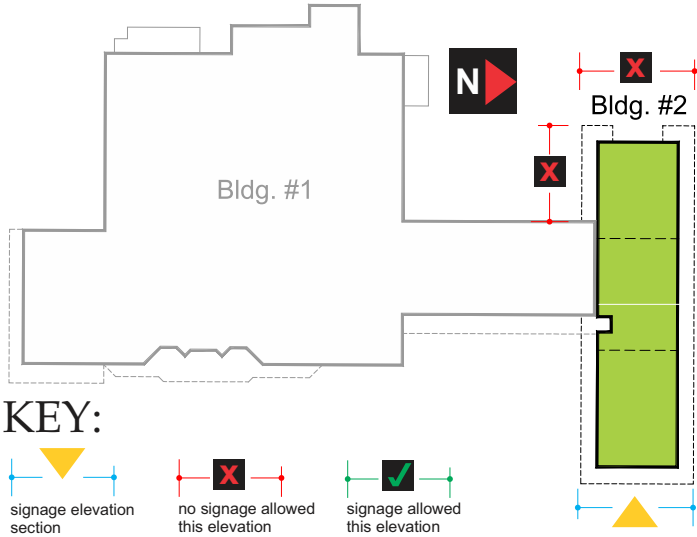 N
X
Bldg. #2
X
Bldg. #1
KEY:
X
signage elevation
section
no signage allowed
this elevation
signage allowed
this elevation